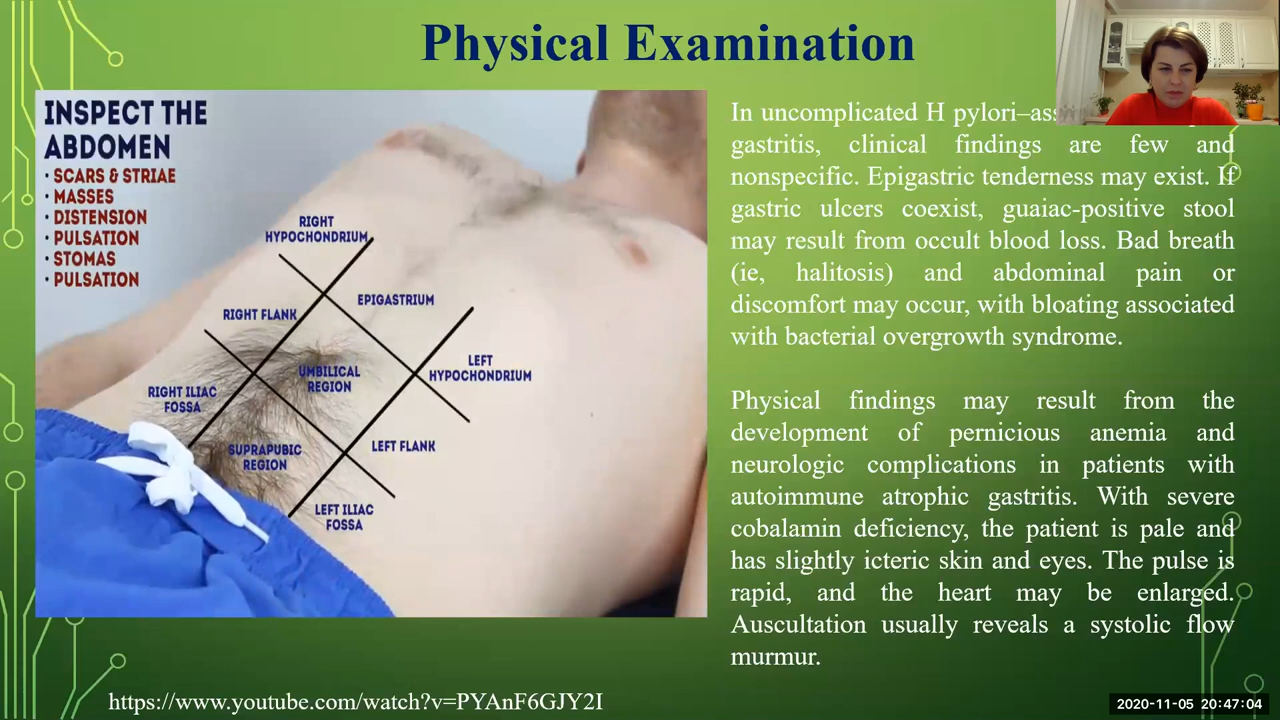 Physical Examination
INSPECT THE
ABDOMEN
· SCARS & STRIAE
· MASSES
· DISTENSION
· PULSATION
· STOMAS
· PULSATION
RIGHT
HYPOCHONDRIUM
EPIGASTRIUM
RIGHT FLANK
LEFT
HYPOCHONDRIUM
UMBILICAL
REGION
RIGHT ILIAC
FOSSA
LEFT FLANK
SUPRAPUBIC
REGION
LEFT ILIAC
FOSSA
In uncomplicated H pylori–
gastritis, clinical findings are few and
nonspecific. Epigastric tenderness may exist. If
gastric ulcers coexist, guaiac-positive stool
may result from occult blood loss. Bad breath
(ie, halitosis) and abdominal pain or
discomfort may occur, with bloating associated
with bacterial overgrowth syndrome.
Physical findings may result from the
development of pernicious anemia and
neurologic complications in patients with
autoimmune atrophic gastritis. With severe
cobalamin deficiency, the patient is pale and
has slightly icteric skin and eyes. The pulse is
rapid, and the heart may be enlarged.
Auscultation usually reveals a systolic flow
murmur.
https://www.youtube.com/watch?v=PYAnF6GJY2I
2020-11-05 20:47:04